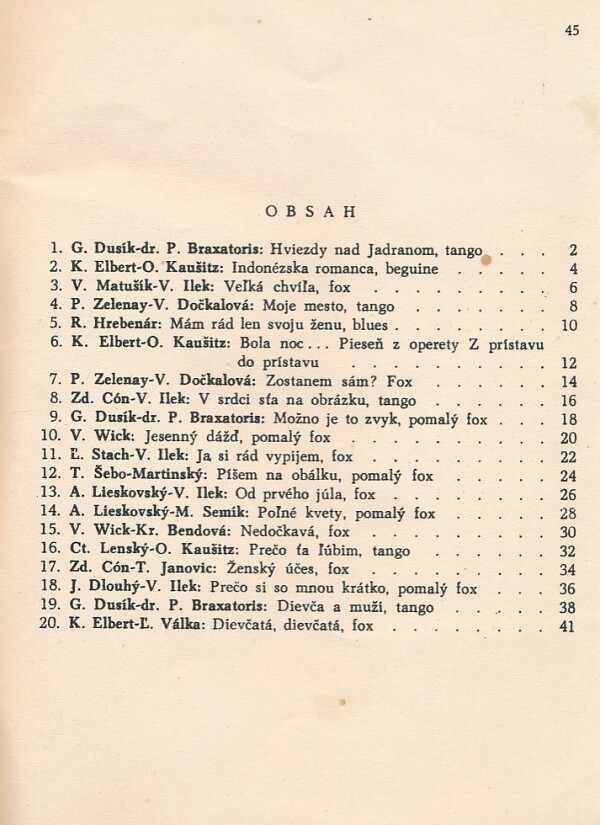 45
OBSAH
1. G. Dusík-dr. P. Braxatoris: Hviezdy nad Jadranom, tango . . . 2
2. K. Elbert-O. Kaušitz: Indonézska romanca, beguine . . . . . 4
3. V. Matušík-V. Ilek: Veľká chvíľa, fox . . . . . . . . . 6
4. P. Zelenay-V. Dočkalová: Moje mesto, tango . . . . . . . 8
5. R. Hrebenár: Mám rád len svoju ženu, blues . . . . . . . 10
6. K. Elbert-O. Kaušitz: Bola noc... Pieseň z operety Z prístavu
do prístavu . . . . . . . . . . 12
7. P. Zelenay-V. Dočkalová: Zostanem sám? Fox . . . . . . 14
8. Zd. Cón-V. Ilek: V srdci sťa na obrázku, tango . . . . . . 16
9. G. Dusík-dr. P. Braxatoris: Možno je to zvyk, pomalý fox . . . 18
10. V. Wick: Jesenný dážď, pomalý fox . . . . . . . . . 20
11. Ľ. Stach-V. Ilek: Ja si rád vypijem, fox . . . . . . . . 22
12. T. Šebo-Martinský: Píšem na obálku, pomalý fox . . . . . 24
13. A. Lieskovský-V. Ilek: Od prvého júla, fox . . . . . . . 26
14. A. Lieskovský-M. Semík: Poľné kvety, pomalý fox . . . . . 28
15. V. Wick-Kr. Bendová: Nedočkavá, fox . . . . . . . . 30
16. Ct. Lenský-O. Kaušitz: Prečo ťa ľúbim, tango . . . . . . 32
17. Zd. Cón-T. Janovic: Ženský účes, fox . . . . . . . . 34
18. J. Dlouhý-V. Ilek: Prečo si so mnou krátko, pomalý fox . . . 36
19. G. Dusík-dr. P. Braxatoris: Dievča a muži, tango . . . . . 38
20. K. Elbert-Ľ. Válka: Dievčatá, dievčatá, fox . . . . . . . 41